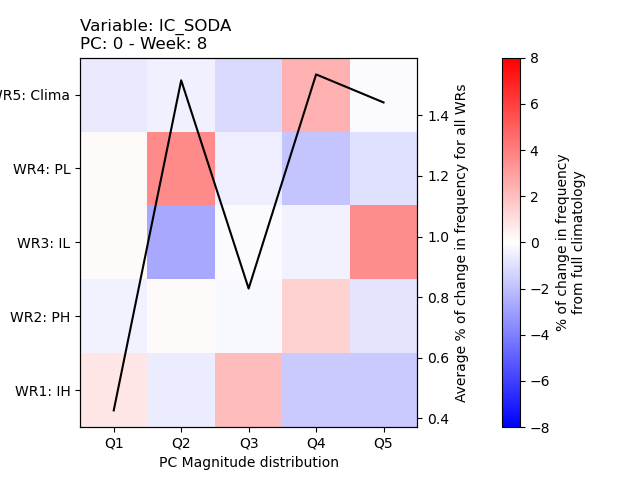 Variable: IC_SODA
PC: 0 - Week: 8
WR5: Clima
WR4: PL
WR3: IL
WR2: PH
WR1: IH
Q1 Q2 Q3 Q4 Q5
PC Magnitude distribution
1.4
1.2
1.0
0.8
0.6
0.4
Average % of change in frequency for all WRs
8
6
4
2
0
−2
−4
−6
−8
% of change in frequency
from full climatology